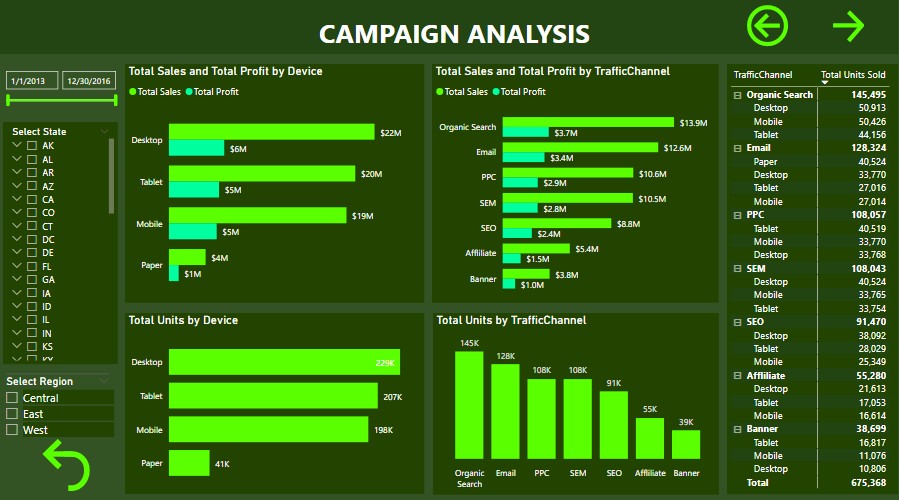 CAMPAIGN ANALYSIS
1/1/2013 12/30/2016
Select State
AK
AL
AR
AZ
CA
CO
CT
DC
DE
FL
GA
IA
ID
IL
IN
KS
KY
Select Region
Central
East
West
Total Sales and Total Profit by Device
Total Sales Total Profit
Desktop $22M
$6M
Tablet $20M
$5M
Mobile $19M
$5M
Paper $4M
$1M
Total Sales and Total Profit by TrafficChannel
Total Sales Total Profit
Organic Search $13.9M
$3.7M
Email $12.6M
$3.4M
PPC $10.6M
$2.9M
SEM $10.5M
$2.8M
SEO $8.8M
$2.4M
Affliliate $5.4M
$1.5M
Banner $3.8M
$1.0M
Total Units by Device
Desktop 229K
Tablet 207K
Mobile 198K
Paper 41K
Total Units by TrafficChannel
145K
128K
108K
108K
91K
55K
39K
Organic Search
Email
PPC
SEM
SEO
Affliliate
Banner
TrafficChannel Total Units Sold
Organic Search 145,495
Desktop 50,913
Mobile 50,426
Tablet 44,156
Email 128,324
Paper 40,524
Desktop 33,770
Tablet 27,016
Mobile 27,014
PPC 108,057
Tablet 40,519
Mobile 33,770
Desktop 33,768
SEM 108,043
Desktop 40,524
Mobile 33,765
Tablet 33,754
SEO 91,470
Desktop 38,092
Tablet 28,029
Mobile 25,349
Affliliate 55,280
Desktop 21,613
Tablet 17,053
Mobile 16,614
Banner 38,699
Tablet 16,817
Mobile 11,076
Desktop 10,806
Total 675,368